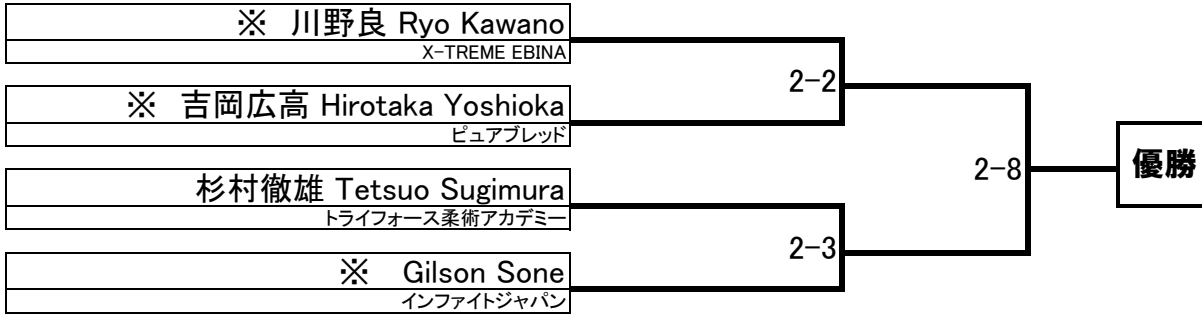 ※ 川野良 Ryo Kawano
X-TREME EBINA
2-2
※ 吉岡広高 Hirotaka Yoshioka
ピュアブレッド
優勝
2-8
杉村徹雄 Tetsuo Sugimura
トライフォース柔術アカデミー
2-3
※ Gilson Sone
インファイトジャパン